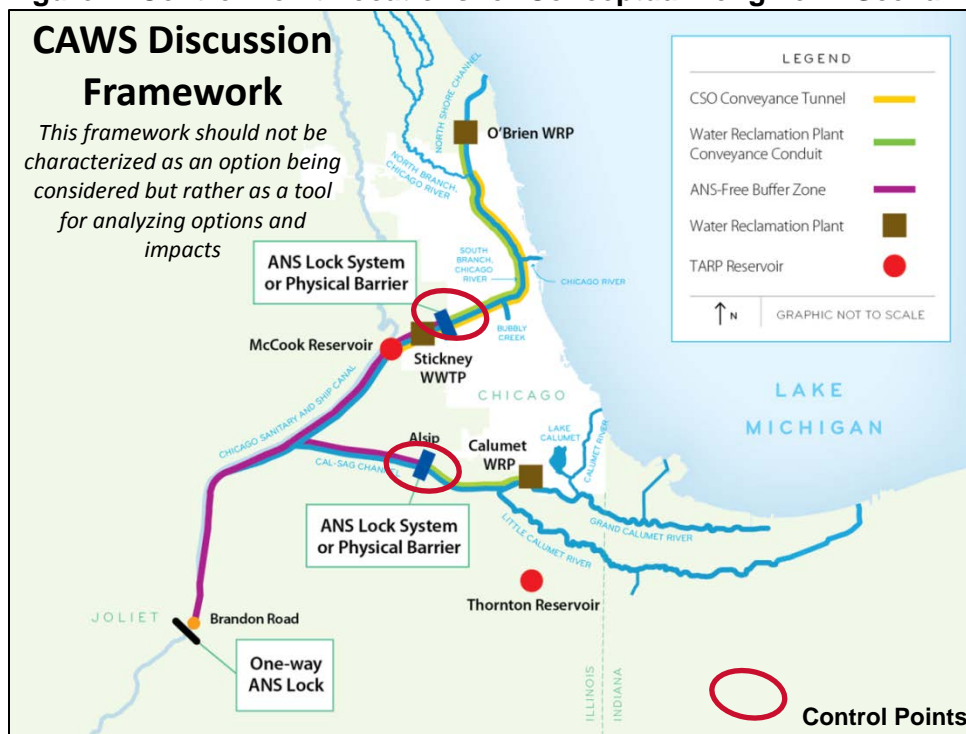 CAWS Discussion
Framework
This framework should not be
characterized as an option being
considered but rather as a tool
for analyzing options and
impacts
LEGEND
CSO Conveyance Tunnel
Water Reclamation Plant
Conveyance Conduit
ANS-Free Buffer Zone
Water Reclamation Plant
TARP Reservoir
N
GRAPHIC NOT TO SCALE
NORTH SHORE CHANNEL
O'Brien WRP
NORTH BRANCH,
CHICAGO RIVER
ANS Lock System
or Physical Barrier
SOUTH
BRANCH,
CHICAGO
RIVER
CHICAGO RIVER
BUBBLY
CREEK
McCook Reservoir
Stickney
WWTP
CHICAGO
LAKE
MICHIGAN
CHICAGO SANITARY AND SHIP CANAL
Alsip
CAL-SAG CHANNEL
Calumet
WRP
LAKE
CALUMET
CALUMET RIVER
ANS Lock System
or Physical Barrier
GRAND CALUMET RIVER
LITTLE CALUMET RIVER
Thornton Reservoir
JOLIET
Brandon Road
One-way
ANS Lock
ILLINOIS
INDIANA
Control Points